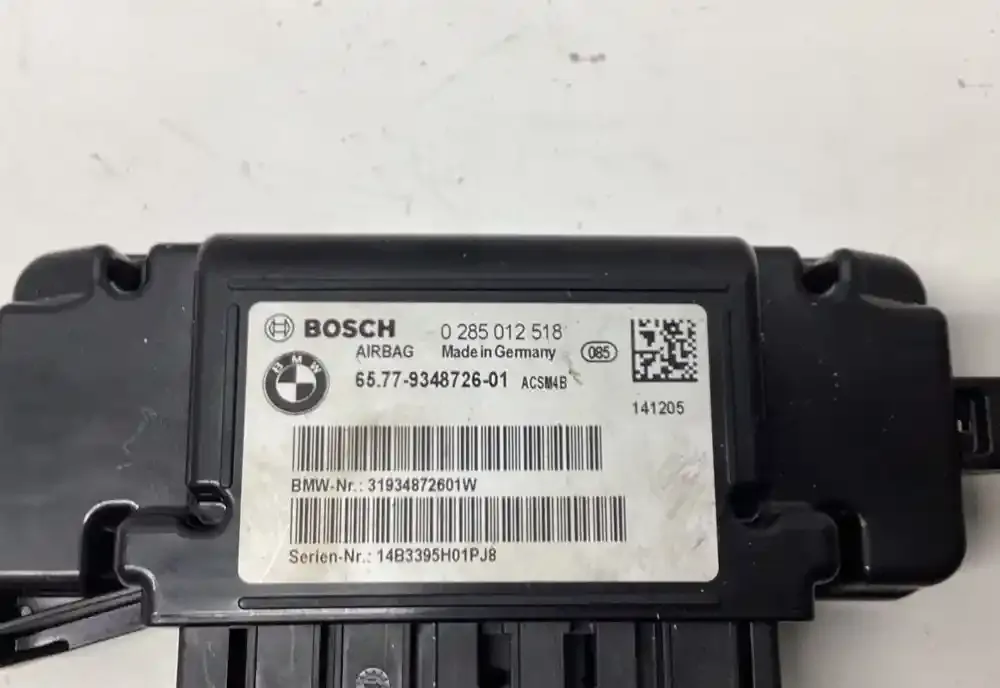 BOSCH 0 285 012 518
AIRBAG Made in Germany 085
BMW
65.77-9348726-01 ACSM4B
141205
BMW-Nr.: 31934872601W
Serien-Nr.: 14B3395H01PJ8